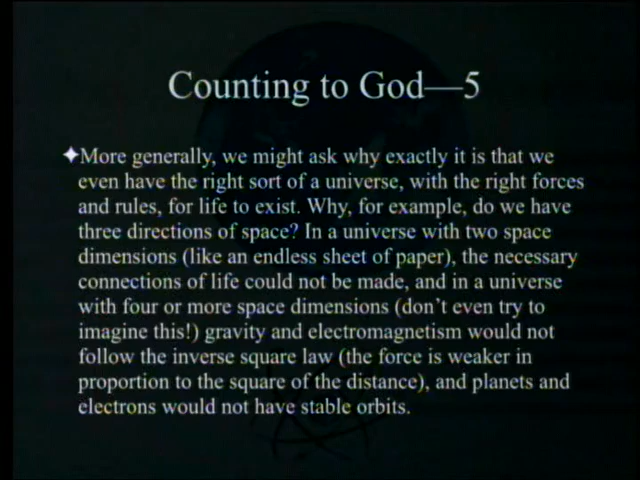 Counting to God—5
✦More generally, we might ask why exactly it is that we
even have the right sort of a universe, with the right forces
and rules, for life to exist. Why, for example, do we have
three directions of space? In a universe with two space
dimensions (like an endless sheet of paper), the necessary
connections of life could not be made, and in a universe
with four or more space dimensions (don't even try to
imagine this!) gravity and electromagnetism would not
follow the inverse square law (the force is weaker in
proportion to the square of the distance), and planets and
electrons would not have stable orbits.